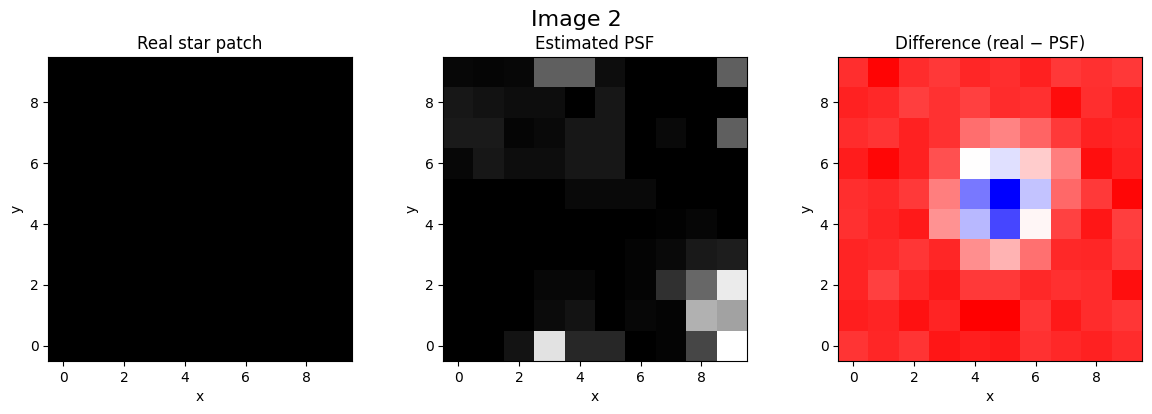 Image 2
Real star patch
Estimated PSF
Difference (real − PSF)
8
6
4
2
0
y
0 2 4 6 8
x
8
6
4
2
0
y
0 2 4 6 8
x
8
6
4
2
0
y
0 2 4 6 8
x